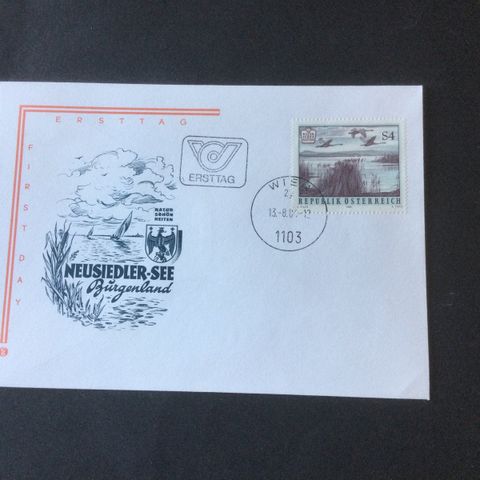 ERSTTAG
FIRST DAY
ERSTTAG
NATUR
SCHÖN
HEITEN
NEUSIEDLER-SEE
Burgenland
S4
REPUBLIK ÖSTERREICH
WIEN
1103